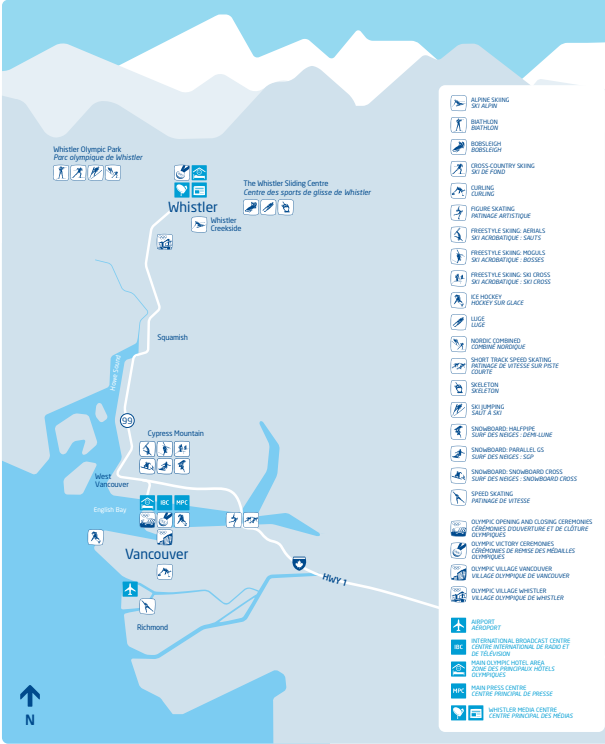 Whistler Olympic Park
Parc olympique de Whistler
The Whistler Sliding Centre
Centre des sports de glisse de Whistler
Whistler
Whistler
Creekside
Squamish
Howe Sound
99
Cypress Mountain
West
Vancouver
English Bay
IBC
MPC
Vancouver
HWY 1
Richmond
N
ALPINE SKIING
SKI ALPIN
BIATHLON
BIATHLON
BOBSLEIGH
BOBSLEIGH
CROSS-COUNTRY SKIING
SKI DE FOND
CURLING
CURLING
FIGURE SKATING
PATINAGE ARTISTIQUE
FREESTYLE SKIING: AERIALS
SKI ACROBATIQUE : SAUTS
FREESTYLE SKIING: MOGULS
SKI ACROBATIQUE : BOSSES
FREESTYLE SKIING: SKI CROSS
SKI ACROBATIQUE : SKI CROSS
ICE HOCKEY
HOCKEY SUR GLACE
LUGE
LUGE
NORDIC COMBINED
COMBINÉ NORDIQUE
SHORT TRACK SPEED SKATING
PATINAGE DE VITESSE SUR PISTE
COURTE
SKELETON
SKELETON
SKI JUMPING
SAUT À SKI
SNOWBOARD: HALFPIPE
SURF DES NEIGES : DEMI-LUNE
SNOWBOARD: PARALLEL GS
SURF DES NEIGES : SGP
SNOWBOARD: SNOWBOARD CROSS
SURF DES NEIGES : SNOWBOARD CROSS
SPEED SKATING
PATINAGE DE VITESSE
OLYMPIC OPENING AND CLOSING CEREMONIES
CÉRÉMONIES D'OUVERTURE ET DE CLÔTURE
OLYMPIQUES
OLYMPIC VICTORY CEREMONIES
CÉRÉMONIES DE REMISE DES MÉDAILLES
OLYMPIQUES
OLYMPIC VILLAGE VANCOUVER
VILLAGE OLYMPIQUE DE VANCOUVER
OLYMPIC VILLAGE WHISTLER
VILLAGE OLYMPIQUE DE WHISTLER
AIRPORT
AÉROPORT
IBC
INTERNATIONAL BROADCAST CENTRE
CENTRE INTERNATIONAL DE RADIO ET
DE TÉLÉVISION
MAIN OLYMPIC HOTEL AREA
ZONE DES PRINCIPAUX HÔTELS
OLYMPIQUES
MPC
MAIN PRESS CENTRE
CENTRE PRINCIPAL DE PRESSE
WHISTLER MEDIA CENTRE
CENTRE PRINCIPAL DES MÉDIAS